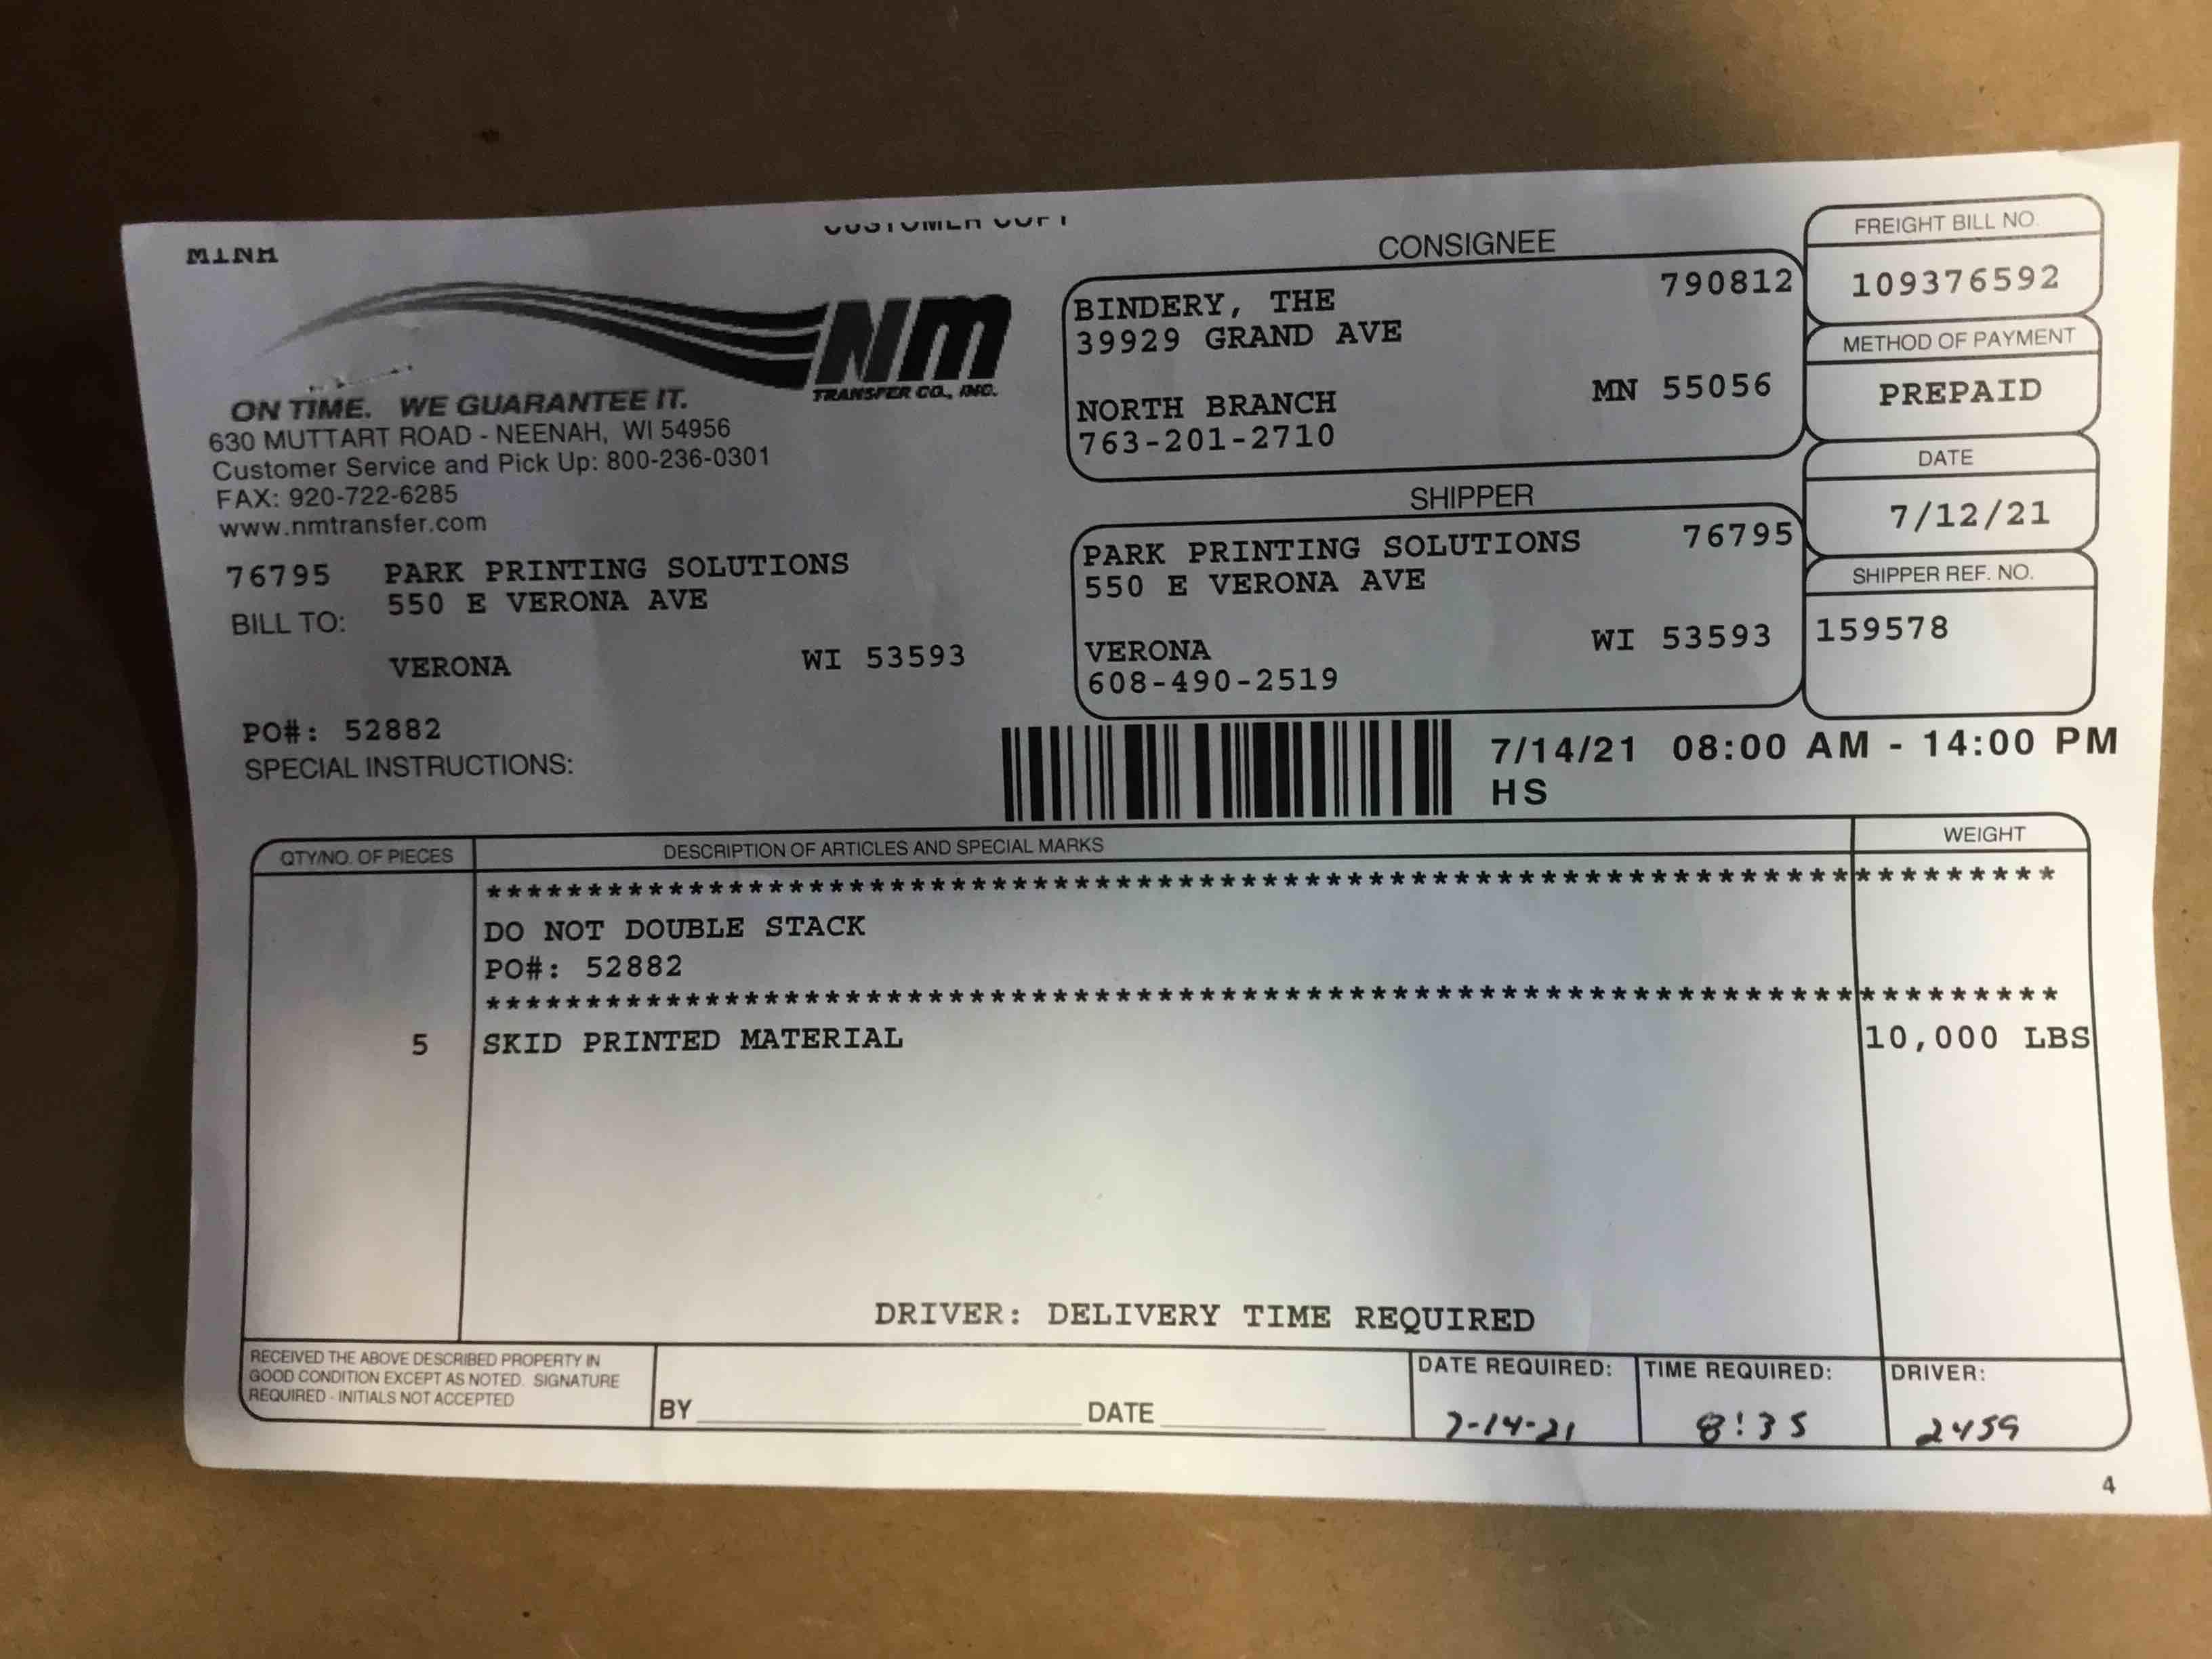 CUSTOMER COPY
NM
TRANSFER CO., INC.
ON TIME. WE GUARANTEE IT.
630 MUTTART ROAD - NEENAH, WI 54956
Customer Service and Pick Up: 800-236-0301
FAX: 920-722-6285
www.nmtransfer.com
76795 PARK PRINTING SOLUTIONS
550 E VERONA AVE
BILL TO:
VERONA WI 53593
PO#: 52882
SPECIAL INSTRUCTIONS:
CONSIGNEE
790812
BINDERY, THE
39929 GRAND AVE
NORTH BRANCH MN 55056
763-201-2710
SHIPPER
PARK PRINTING SOLUTIONS 76795
550 E VERONA AVE
VERONA WI 53593
608-490-2519
FREIGHT BILL NO.
109376592
METHOD OF PAYMENT
PREPAID
DATE
7/12/21
SHIPPER REF. NO.
159578
7/14/21 08:00 AM - 14:00 PM
HS
QTY/NO. OF PIECES DESCRIPTION OF ARTICLES AND SPECIAL MARKS WEIGHT
DO NOT DOUBLE STACK
PO#: 52882
5 SKID PRINTED MATERIAL 10,000 LBS
DRIVER: DELIVERY TIME REQUIRED
RECEIVED THE ABOVE DESCRIBED PROPERTY IN
GOOD CONDITION EXCEPT AS NOTED. SIGNATURE
REQUIRED - INITIALS NOT ACCEPTED
BY DATE
DATE REQUIRED: TIME REQUIRED: DRIVER:
7-14-21 8:35 2459
4